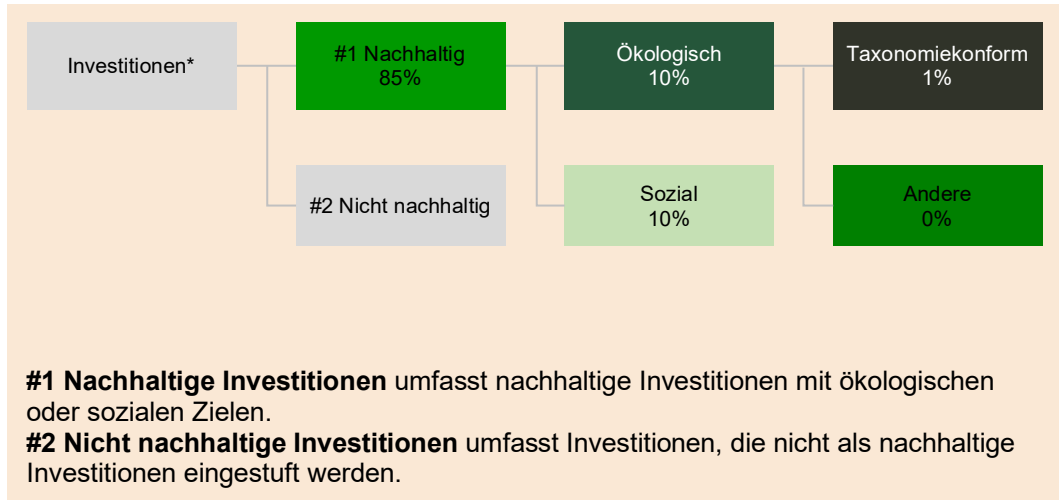 Investitionen*
#1 Nachhaltig
85%
Ökologisch
10%
Taxonomiekonform
1%
#2 Nicht nachhaltig
Sozial
10%
Andere
0%
#1 Nachhaltige Investitionen umfasst nachhaltige Investitionen mit ökologischen
oder sozialen Zielen.
#2 Nicht nachhaltige Investitionen umfasst Investitionen, die nicht als nachhaltige
Investitionen eingestuft werden.